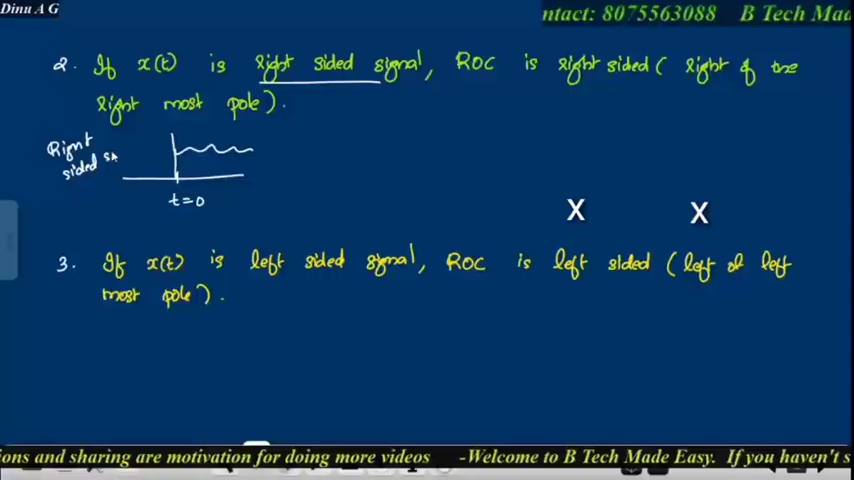 Dinu A G
ntact: 8075563088 B Tech Mad
2. If x(t) is right sided signal, ROC is right sided ( right of the
right most pole).
Right
sided
t=0
X X
3. If x(t) is left sided signal, ROC is left sided (left of left
most pole).
ions and sharing are motivation for doing more videos -Welcome to B Tech Made Easy. If you haven't s